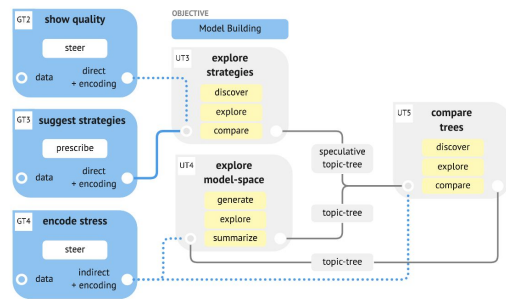 OBJECTIVE
Model Building
GT2
show quality
steer
data
direct
+ encoding
GT3
suggest strategies
prescribe
data
direct
+ encoding
GT4
encode stress
steer
data
indirect
+ encoding
UT3
explore
strategies
discover
explore
compare
UT4
explore
model-space
generate
explore
summarize
speculative
topic-tree
topic-tree
topic-tree
UT5
compare
trees
discover
explore
compare